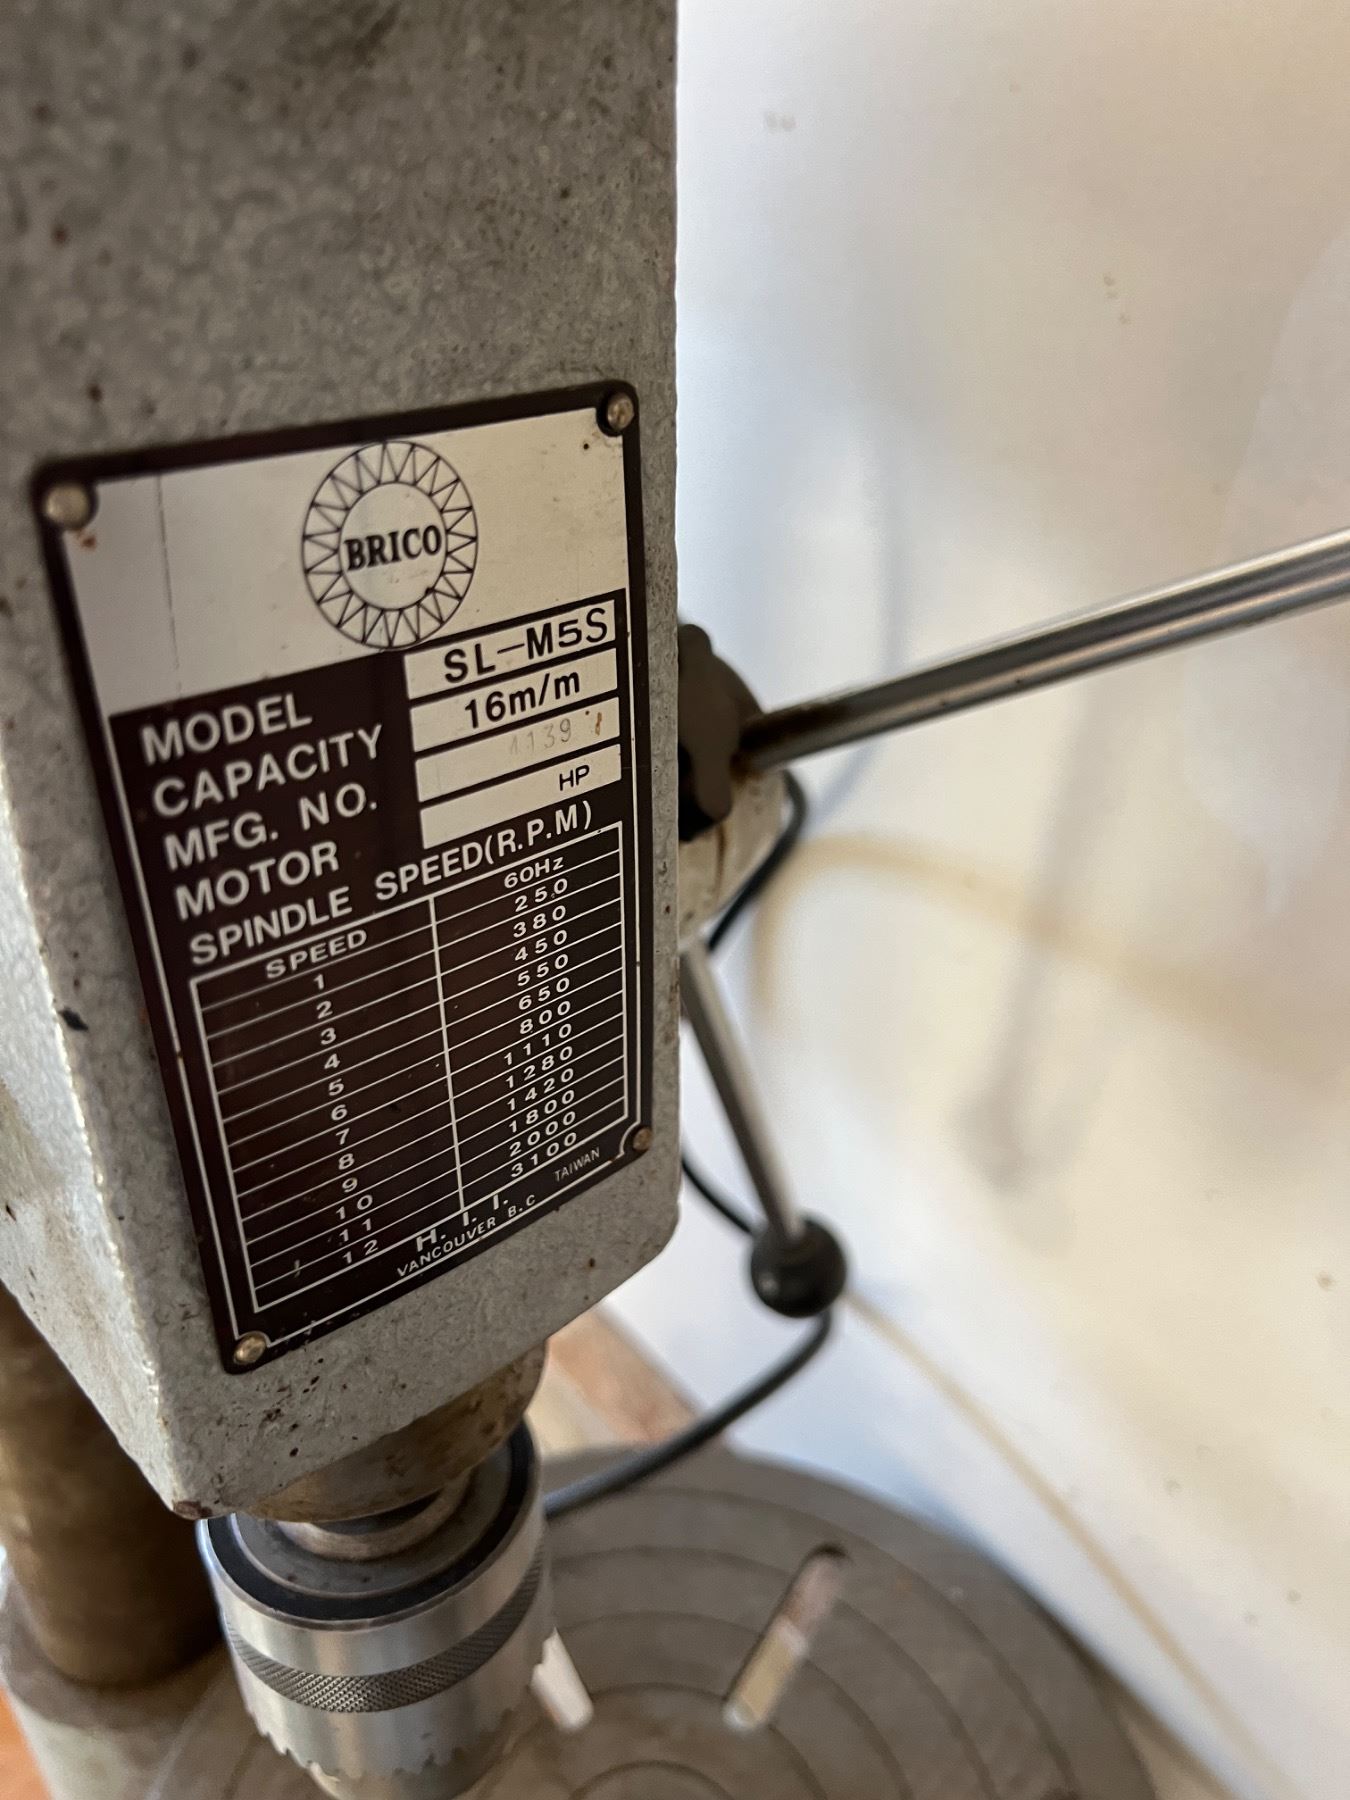 BRICO
MODEL SL-M5S
CAPACITY 16m/m
MFG. NO. 1139
MOTOR HP
SPINDLE SPEED(R.P.M)
SPEED 60Hz
1 250
2 380
3 450
4 550
5 650
6 800
7 1110
8 1280
9 1420
10 1800
11 2000
12 3100
H.I.I.
VANCOUVER B.C TAIWAN